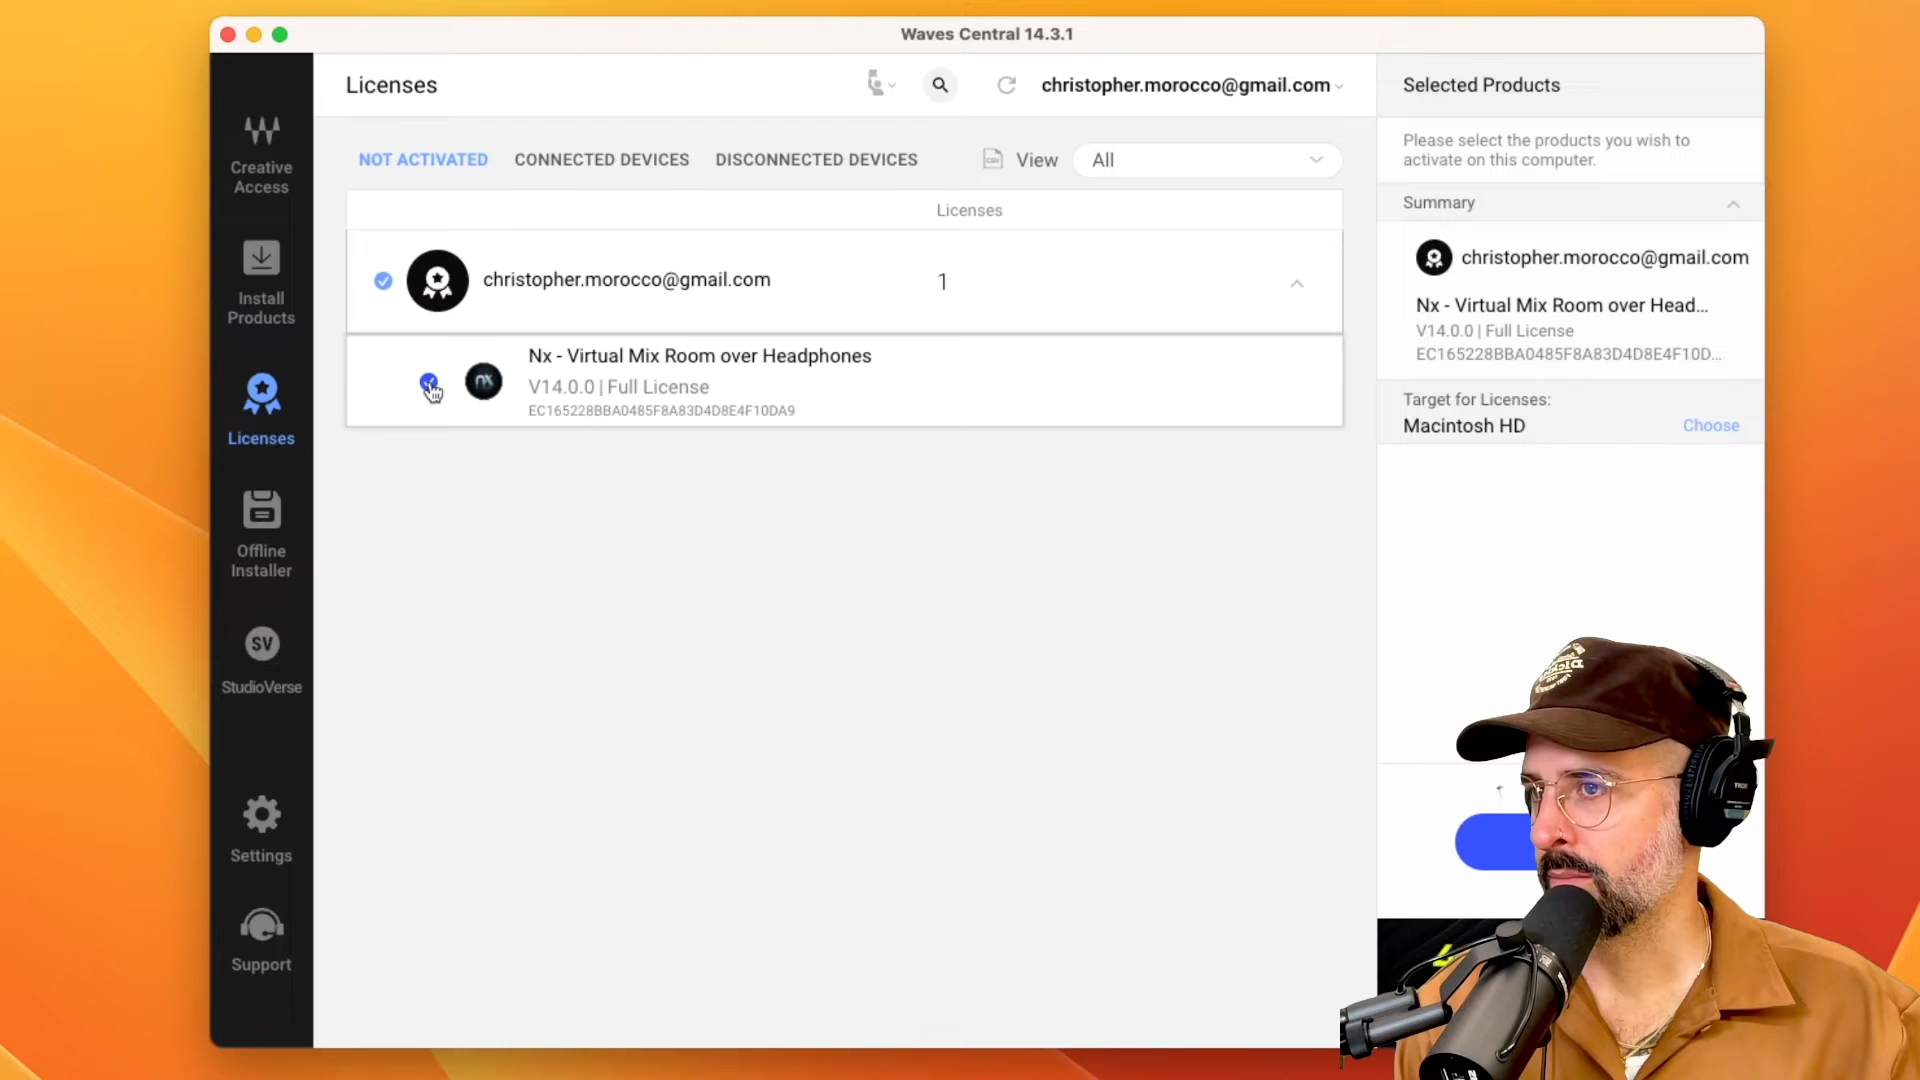 Waves Central 14.3.1
Creative
Access
Install
Products
Licenses
Offline
Installer
SV
StudioVerse
Settings
Support
Licenses
christopher.morocco@gmail.com
NOT ACTIVATED
CONNECTED DEVICES
DISCONNECTED DEVICES
CSV
View
All
Licenses
christopher.morocco@gmail.com
1
nx
Nx - Virtual Mix Room over Headphones
V14.0.0 | Full License
EC165228BBA0485F8A83D4D8E4F10DA9
Selected Products
Please select the products you wish to
activate on this computer.
Summary
christopher.morocco@gmail.com
Nx - Virtual Mix Room over Head...
V14.0.0 | Full License
EC165228BBA0485F8A83D4D8E4F10D...
Target for Licenses:
Macintosh HD
Choose